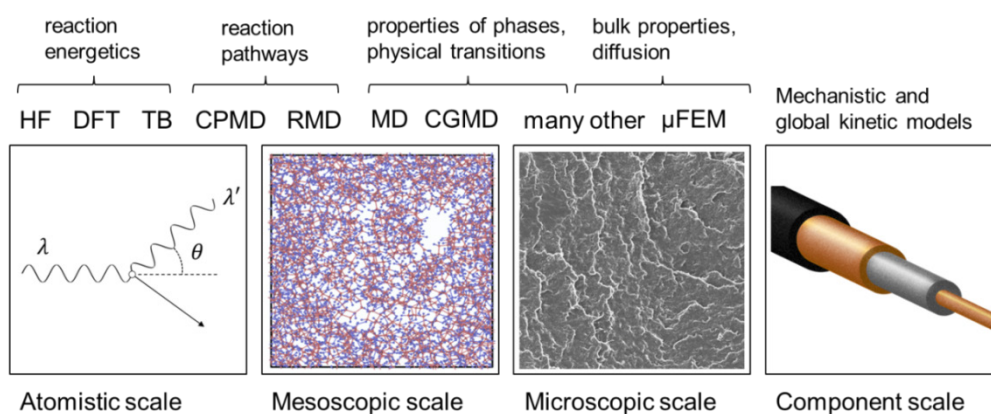 reaction
energetics
reaction
pathways
properties of phases,
physical transitions
bulk properties,
diffusion
HF DFT TB CPMD RMD MD CGMD many other μFEM
Mechanistic and
global kinetic models
λ
λ′
θ
Atomistic scale
Mesoscopic scale
Microscopic scale
Component scale